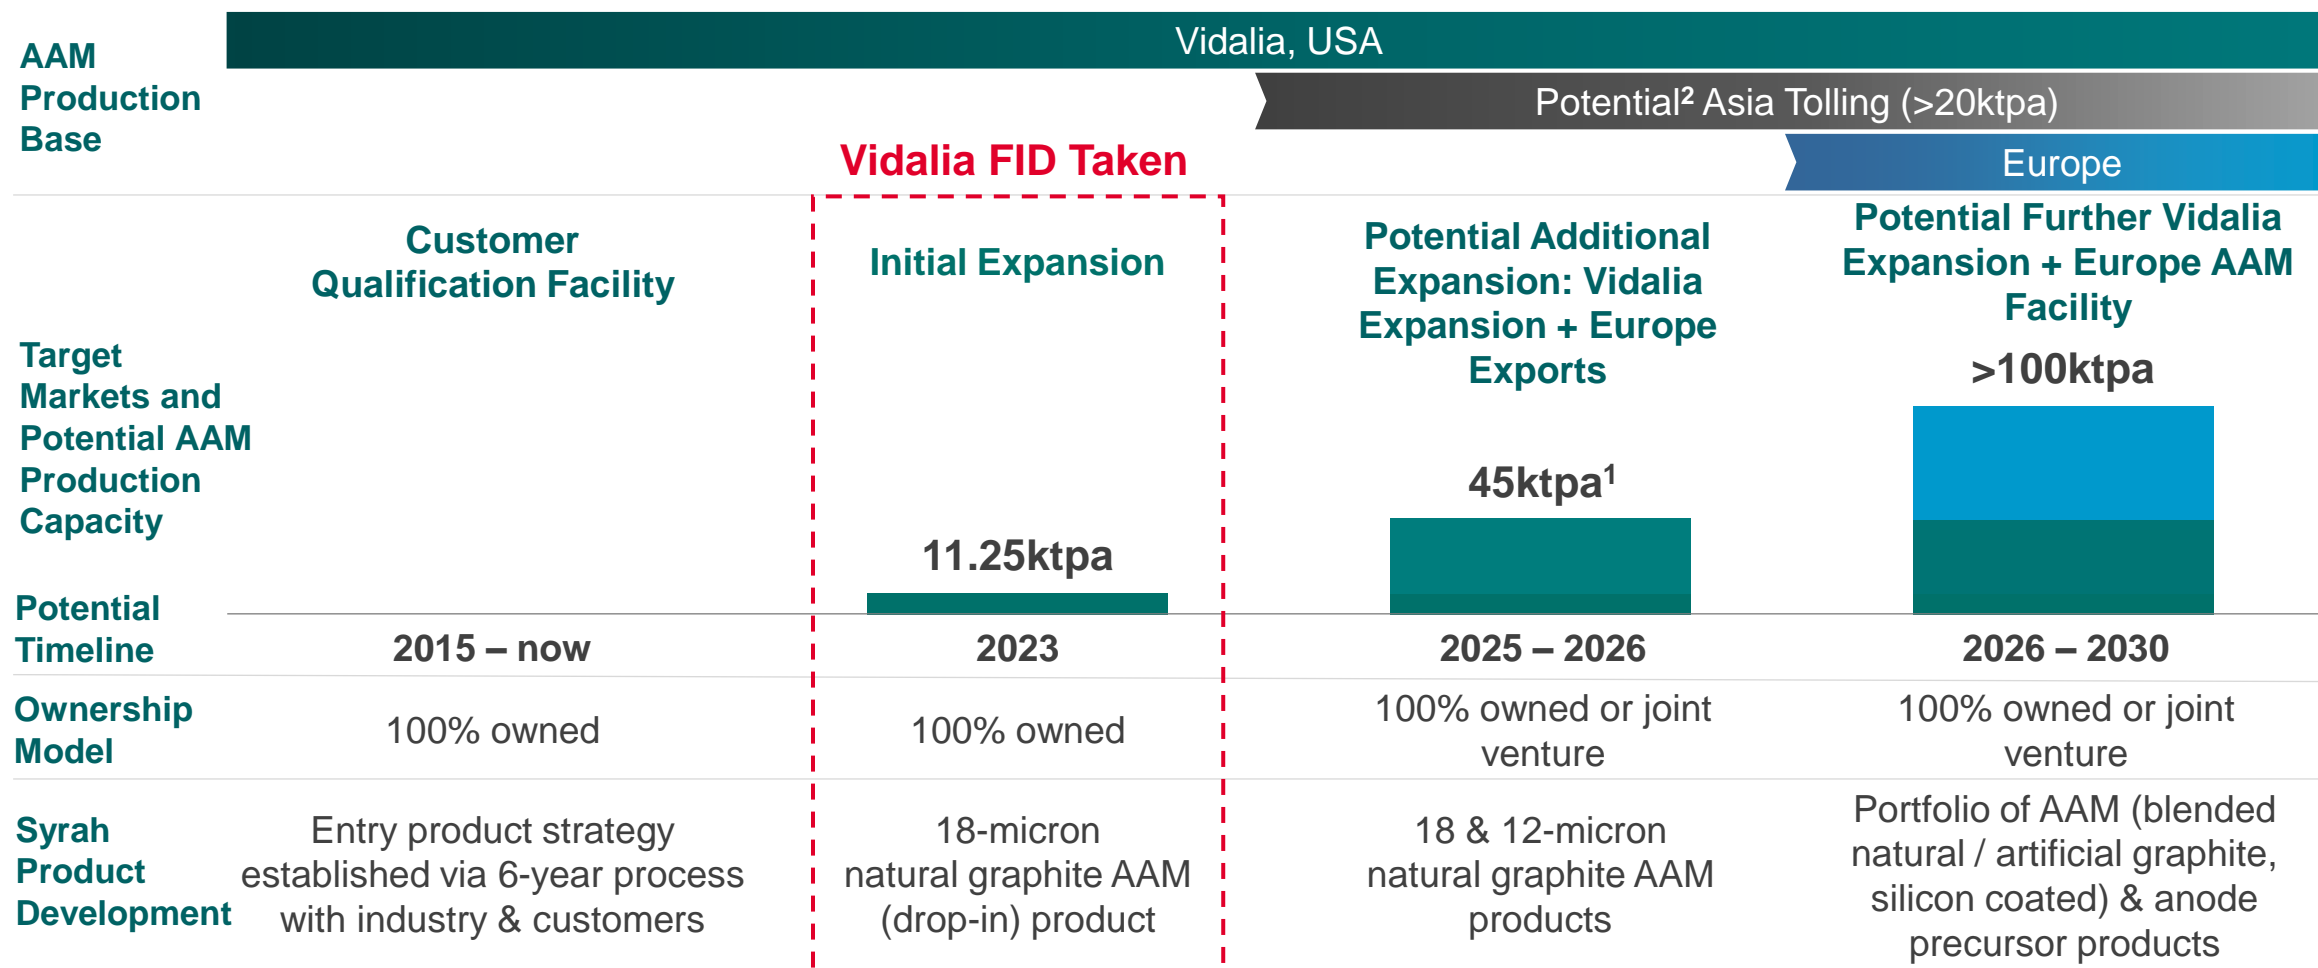 AAM
Production
Base
Vidalia, USA
Potential² Asia Tolling (>20ktpa)
Europe
Vidalia FID Taken
Target
Markets and
Potential AAM
Production
Capacity
Customer
Qualification Facility
Initial Expansion
11.25ktpa
Potential Additional
Expansion: Vidalia
Expansion + Europe
Exports
45ktpa¹
Potential Further Vidalia
Expansion + Europe AAM
Facility
>100ktpa
Potential
Timeline
2015 – now
2023
2025 – 2026
2026 – 2030
Ownership
Model
100% owned
100% owned
100% owned or joint
venture
100% owned or joint
venture
Syrah
Product
Development
Entry product strategy
established via 6-year process
with industry & customers
18-micron
natural graphite AAM
(drop-in) product
18 & 12-micron
natural graphite AAM
products
Portfolio of AAM (blended
natural / artificial graphite,
silicon coated) & anode
precursor products